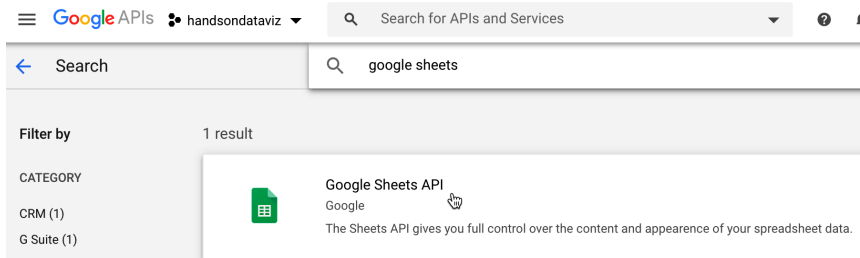 Google APIs handsondataviz Search for APIs and Services
Search google sheets
Filter by 1 result
CATEGORY
Google Sheets API
Google
CRM (1)
The Sheets API gives you full control over the content and appearence of your spreadsheet data.
G Suite (1)